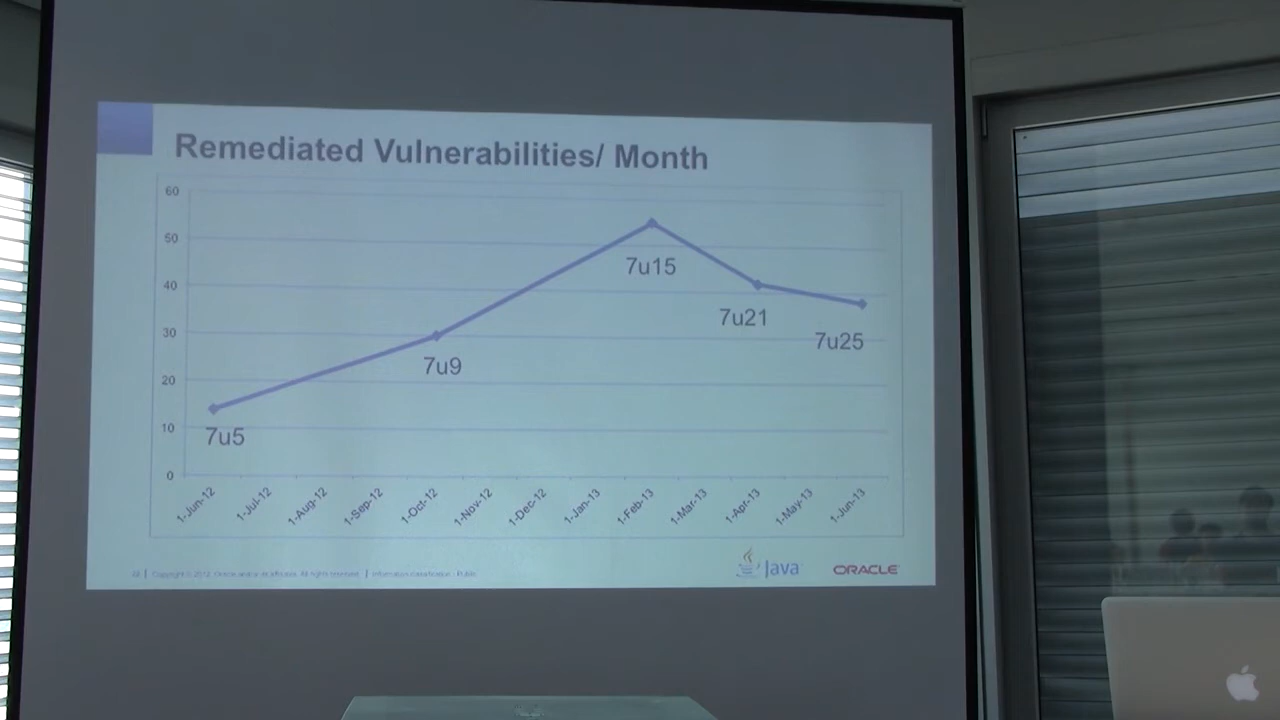 Remediated Vulnerabilities/ Month
60
50
40
30
20
10
0
7u5
7u9
7u15
7u21
7u25
1-Jun-12
1-Jul-12
1-Aug-12
1-Sep-12
1-Oct-12
1-Nov-12
1-Dec-12
1-Jan-13
1-Feb-13
1-Mar-13
1-Apr-13
1-May-13
1-Jun-13
Java
ORACLE